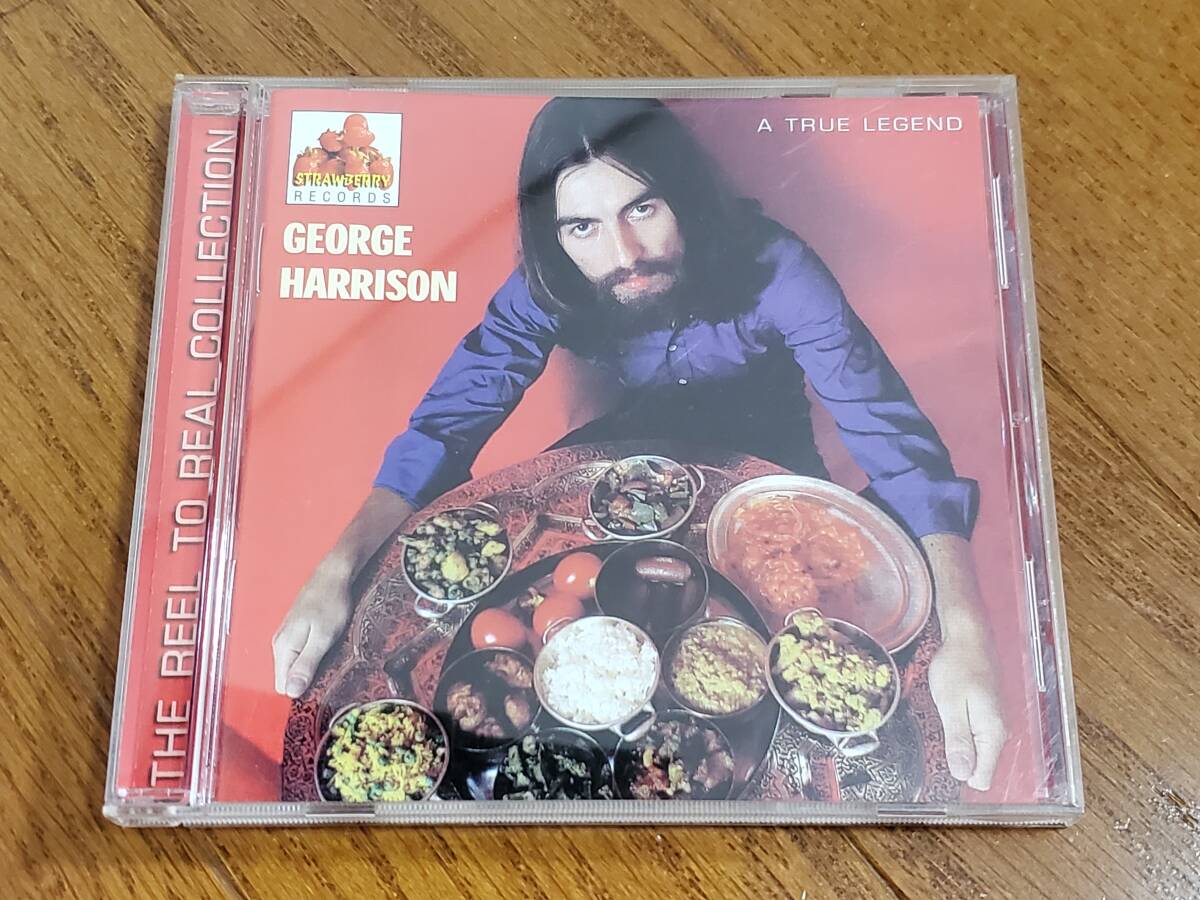 THE REEL TO REAL COLLECTION
STRAWBERRY
RECORDS
GEORGE
HARRISON
A TRUE LEGEND